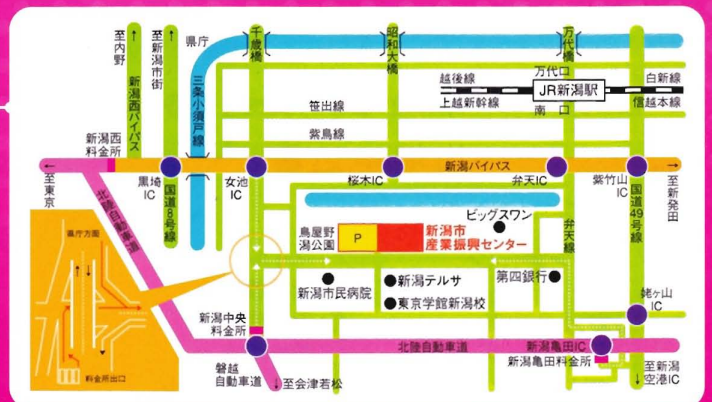 至内野
至新潟市街
県庁
千歳橋
昭和大橋
万代橋
万代口
JR新潟駅
南口
越後線
上越新幹線
白新線
信越本線
新潟西バイパス
三条小須戸線
笹出線
紫鳥線
新潟西
料金所
新潟バイパス
←至東京
黒埼
IC
国道8号線
女池
IC
桜木IC
弁天IC
紫竹山
IC
→至新発田
国道49号線
北陸自動車道
ビッグスワン
弁天線
鳥屋野
潟公園
P
新潟市
産業振興センター
県庁方面
料金所出口
新潟市民病院
新潟テルサ
東京学館新潟校
第四銀行
姥ヶ山
IC
新潟中央
料金所
北陸自動車道
新潟亀田IC
新潟亀田料金所
磐越
自動車道
至会津若松
至新潟
空港IC